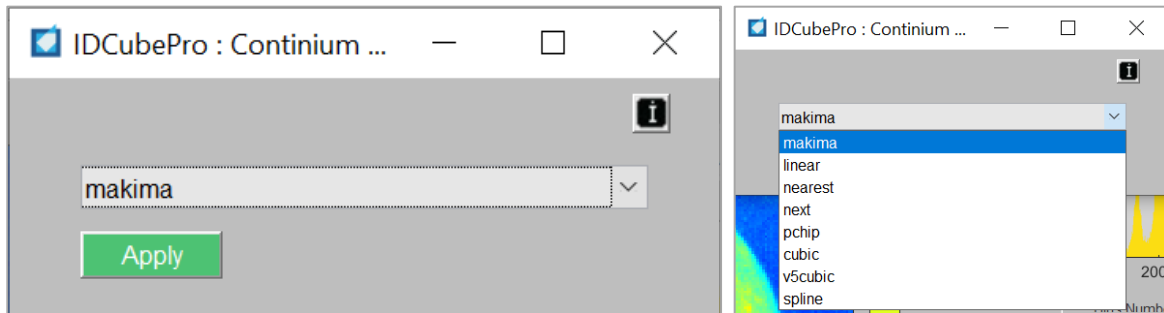 IDCubePro : Continium ...
makima
Apply
IDCubePro : Continium ...
makima
makima
linear
nearest
next
pchip
cubic
v5cubic
spline
200